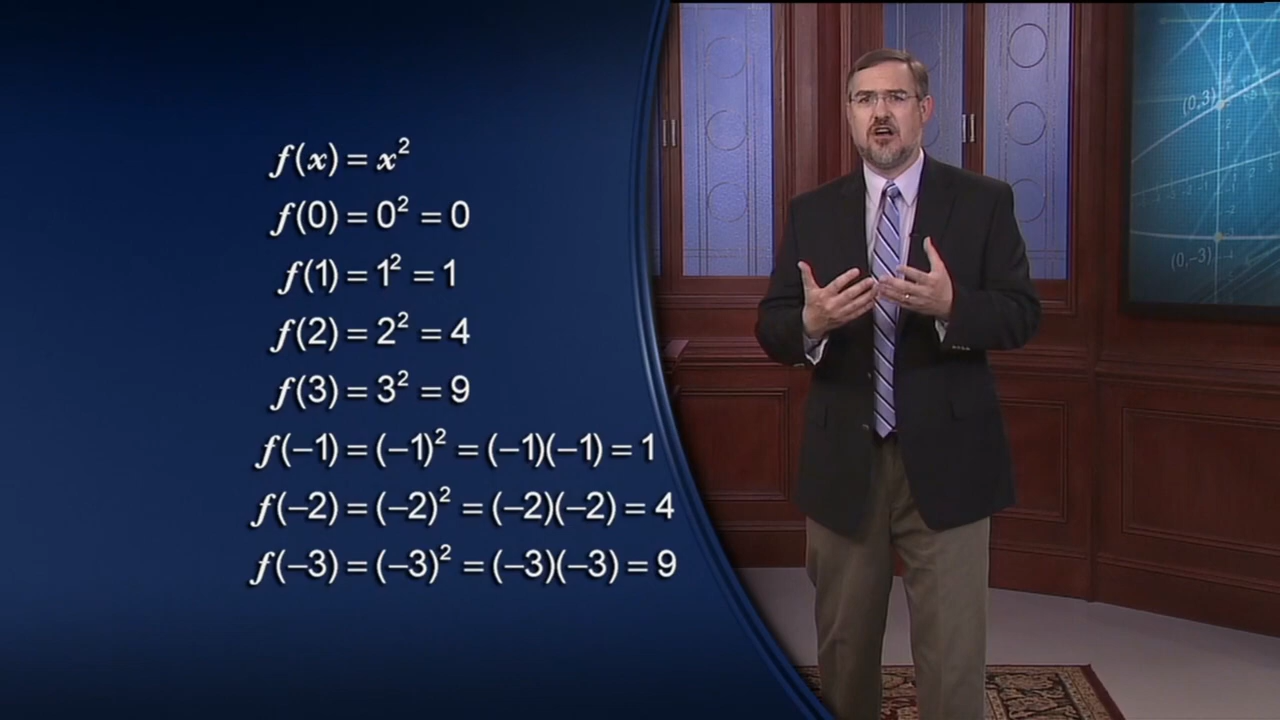 f(x) = x²
f(0) = 0² = 0
f(1) = 1² = 1
f(2) = 2² = 4
f(3) = 3² = 9
f(−1) = (−1)² = (−1)(−1) = 1
f(−2) = (−2)² = (−2)(−2) = 4
f(−3) = (−3)² = (−3)(−3) = 9
(0,3)
(0,−3)